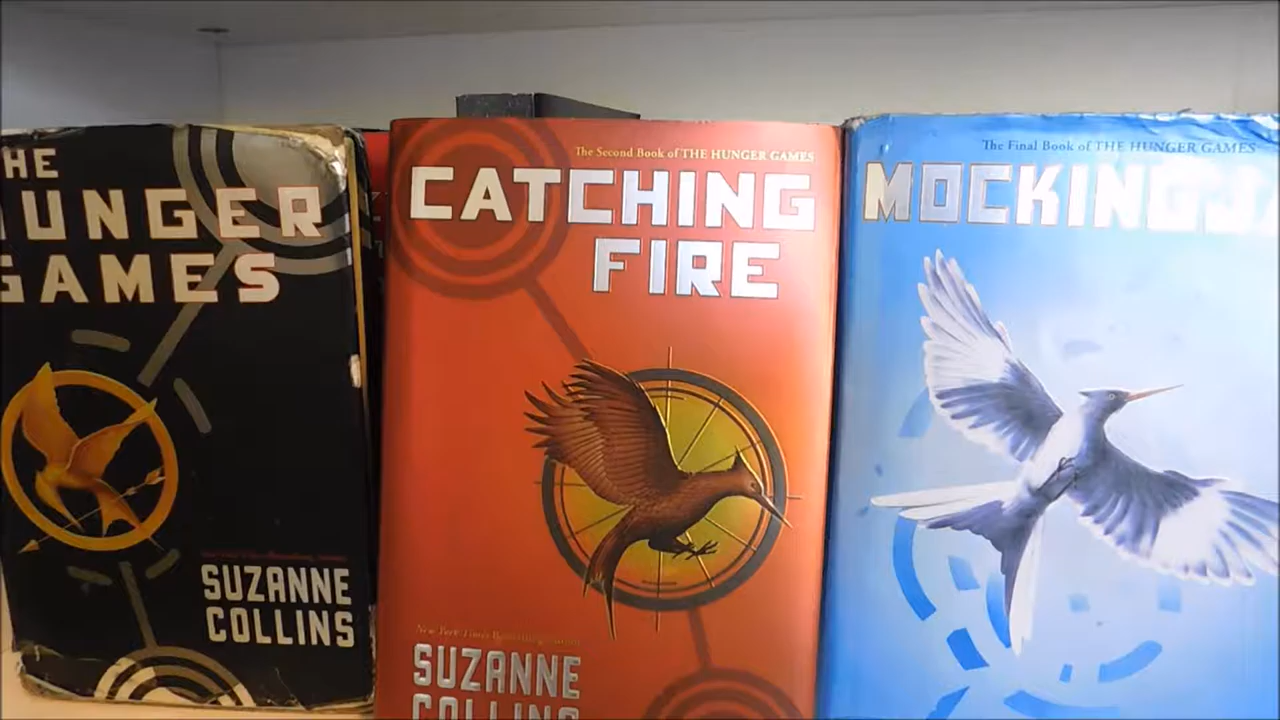 HE
UNGER
GAMES
SUZANNE
COLLINS
The Second Book of THE HUNGER GAMES
CATCHING
FIRE
New York Times Bestselling
SUZANNE
COLLINS
The Final Book of THE HUNGER GAMES
MOCKINGJA